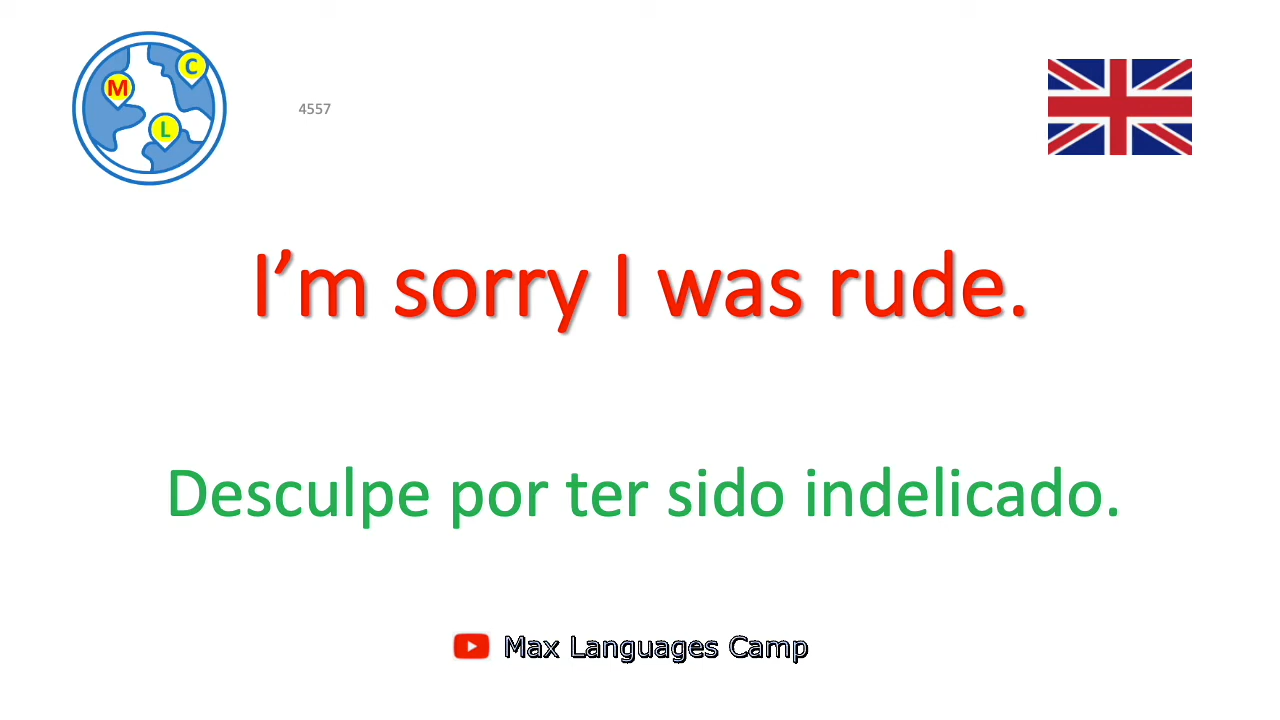 M
C
L
4557
I’m sorry I was rude.
Desculpe por ter sido indelicado.
Max Languages Camp